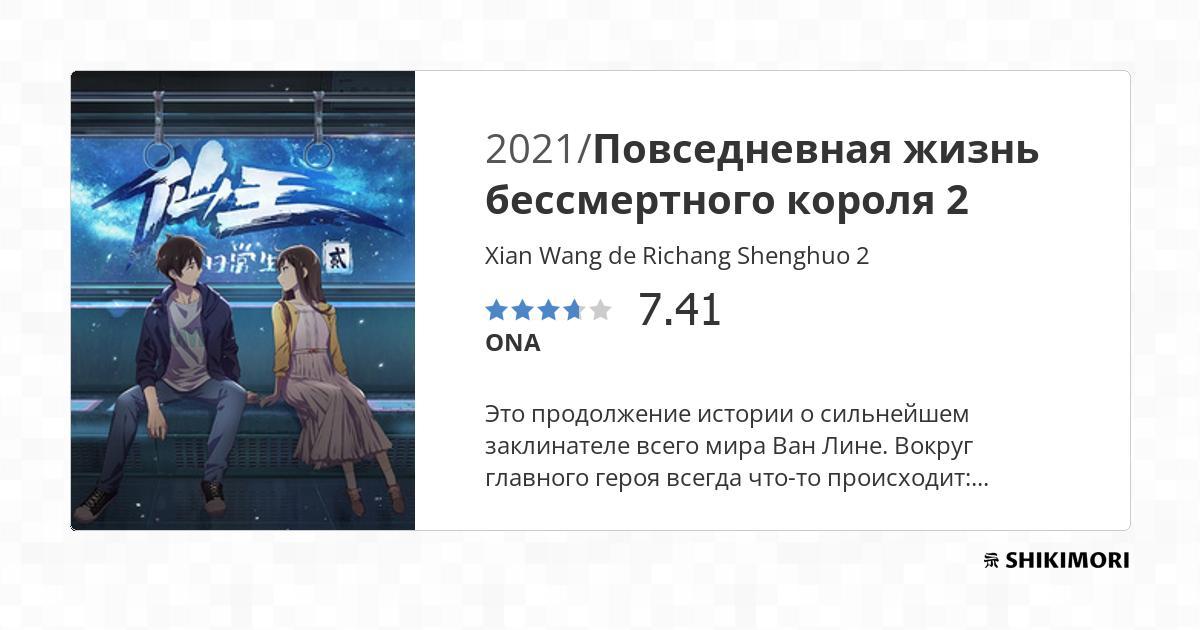 仙王
日常生
贰
2021/Повседневная жизнь
бессмертного короля 2
Xian Wang de Richang Shenghuo 2
7.41
ONA
Это продолжение истории о сильнейшем
заклинателе всего мира Ван Лине. Вокруг
главного героя всегда что-то происходит:...
SHIKIMORI